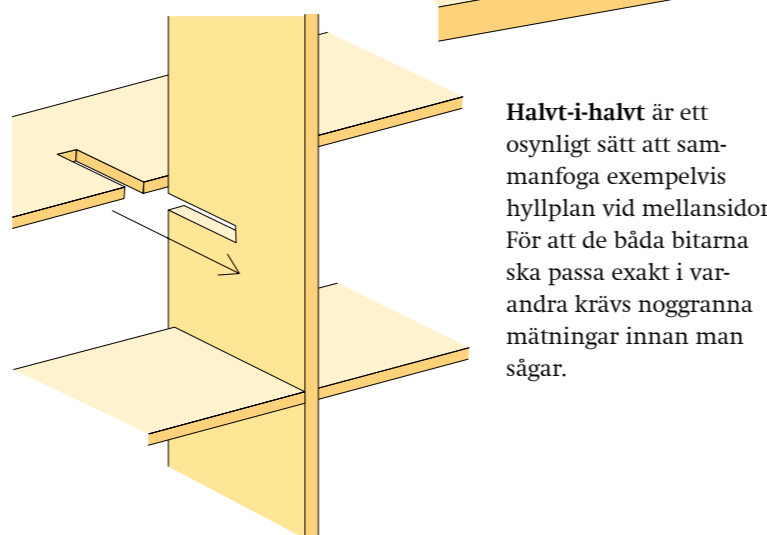 Halvt-i-halvt är ett
osynligt sätt att sam-
manfoga exempelvis
hyllplan vid mellansidor
För att de båda bitarna
ska passa exakt i var-
andra krävs noggranna
mätningar innan man
sågar.